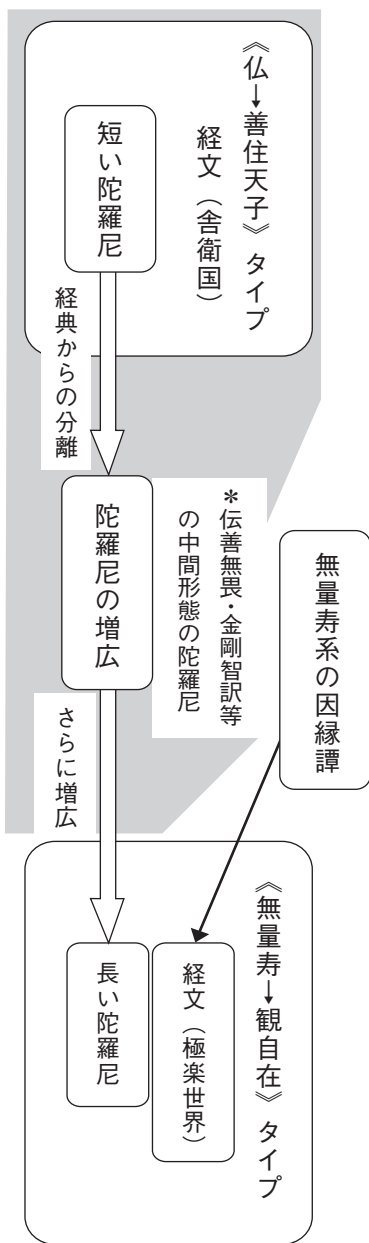 《仏→善住天子》タイプ
経文（舎衛国）
短い陀羅尼
経典からの分離
＊伝善無畏・金剛智訳等
の中間形態の陀羅尼
陀羅尼の増広
さらに増広
無量寿系の因縁譚
《無量寿→観自在》タイプ
経文（極楽世界）
長い陀羅尼